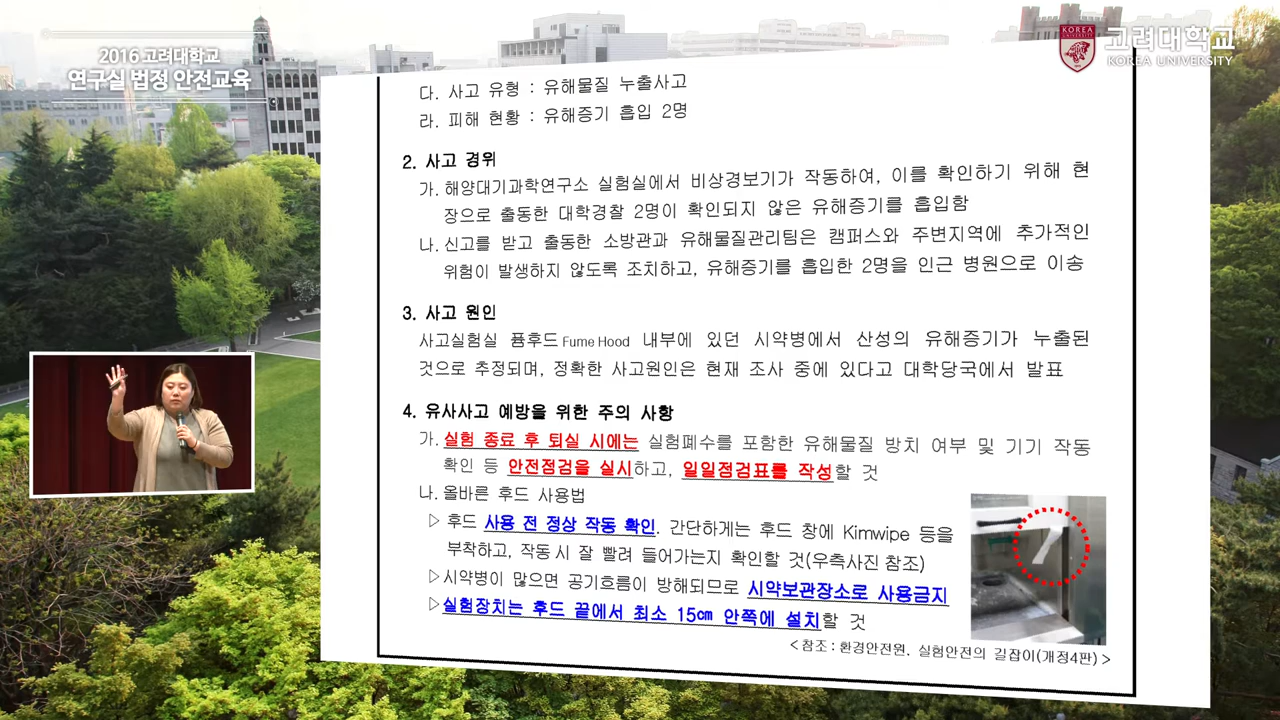 2016 고려대학교
연구실 법정 안전교육
KOREA
UNIVERSITY
고려대학교
KOREA UNIVERSITY
다. 사고 유형 : 유해물질 누출사고
라. 피해 현황 : 유해증기 흡입 2명
2. 사고 경위
가. 해양대기과학연구소 실험실에서 비상경보기가 작동하여, 이를 확인하기 위해 현
장으로 출동한 대학경찰 2명이 확인되지 않은 유해증기를 흡입함
나. 신고를 받고 출동한 소방관과 유해물질관리팀은 캠퍼스와 주변지역에 추가적인
위험이 발생하지 않도록 조치하고, 유해증기를 흡입한 2명을 인근 병원으로 이송
3. 사고 원인
사고실험실 퓸후드 Fume Hood 내부에 있던 시약병에서 산성의 유해증기가 누출된
것으로 추정되며, 정확한 사고원인은 현재 조사 중에 있다고 대학당국에서 발표
4. 유사사고 예방을 위한 주의 사항
가. 실험 종료 후 퇴실 시에는 실험폐수를 포함한 유해물질 방치 여부 및 기기 작동
확인 등 안전점검을 실시하고, 일일점검표를 작성할 것
나. 올바른 후드 사용법
▷ 후드 사용 전 정상 작동 확인. 간단하게는 후드 창에 Kimwipe 등을
부착하고, 작동 시 잘 빨려 들어가는지 확인할 것(우측사진 참조)
▷시약병이 많으면 공기흐름이 방해되므로 시약보관장소로 사용금지
▷실험장치는 후드 끝에서 최소 15cm 안쪽에 설치할 것
<참조 : 환경안전원. 실험안전의 길잡이(개정4판)>